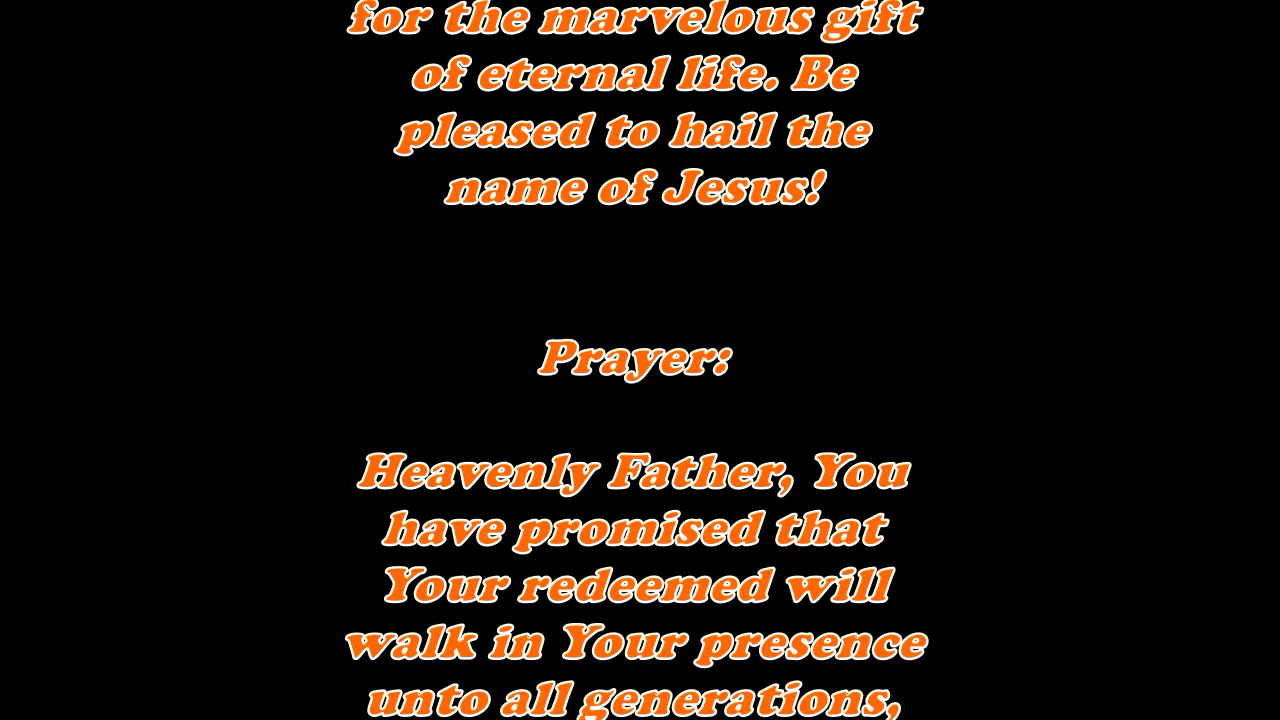 for the marvelous gift
of eternal life. Be
pleased to hail the
name of Jesus!
Prayer:
Heavenly Father, You
have promised that
Your redeemed will
walk in Your presence
unto all generations,